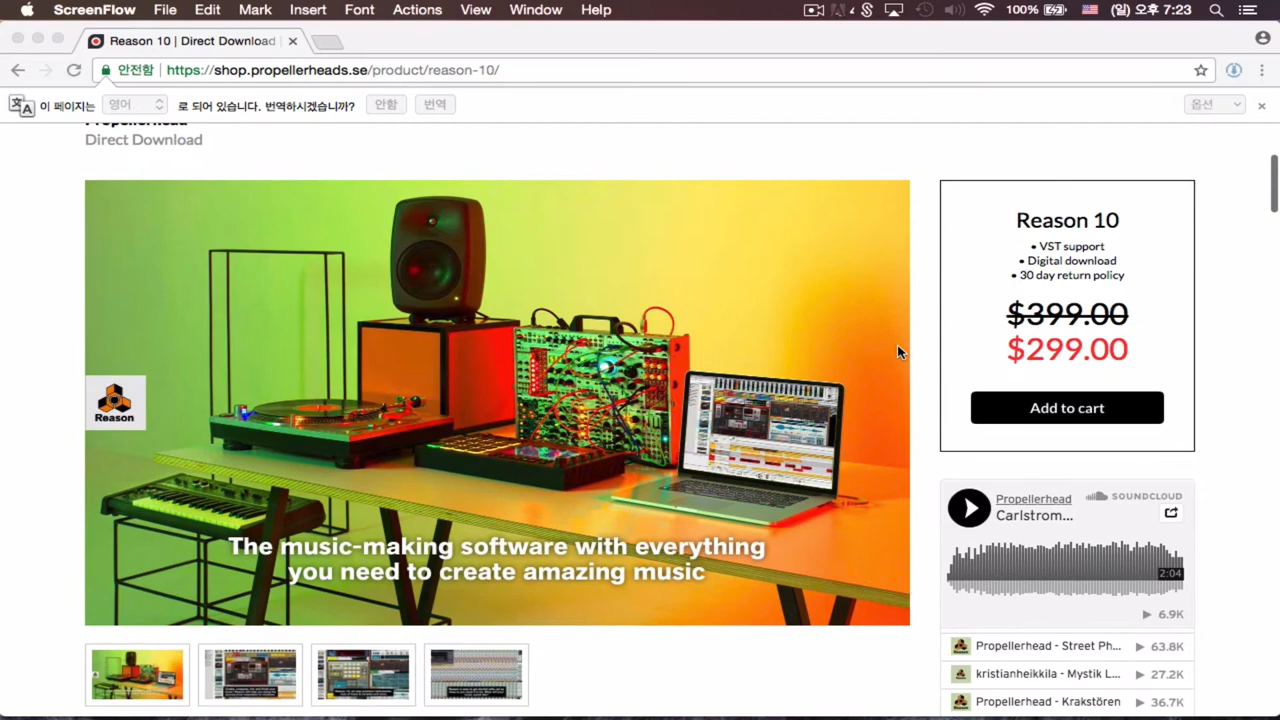 ScreenFlow File Edit Mark Insert Font Actions View Window Help 100% (일) 오후 7:23
Reason 10 | Direct Download
안전함 https://shop.propellerheads.se/product/reason-10/
이 페이지는 영어 로 되어 있습니다. 번역하시겠습니까? 안함 번역 옵션
Propellerhead
Direct Download
Reason 10
• VST support
• Digital download
• 30 day return policy
$399.00
$299.00
Add to cart
Reason
The music-making software with everything
you need to create amazing music
Propellerhead
SOUNDCLOUD
Carlstrom...
2:04
6.9K
Propellerhead - Street Ph... 63.8K
kristianheikkila - Mystik L... 27.2K
Propellerhead - Krakstören 36.7K